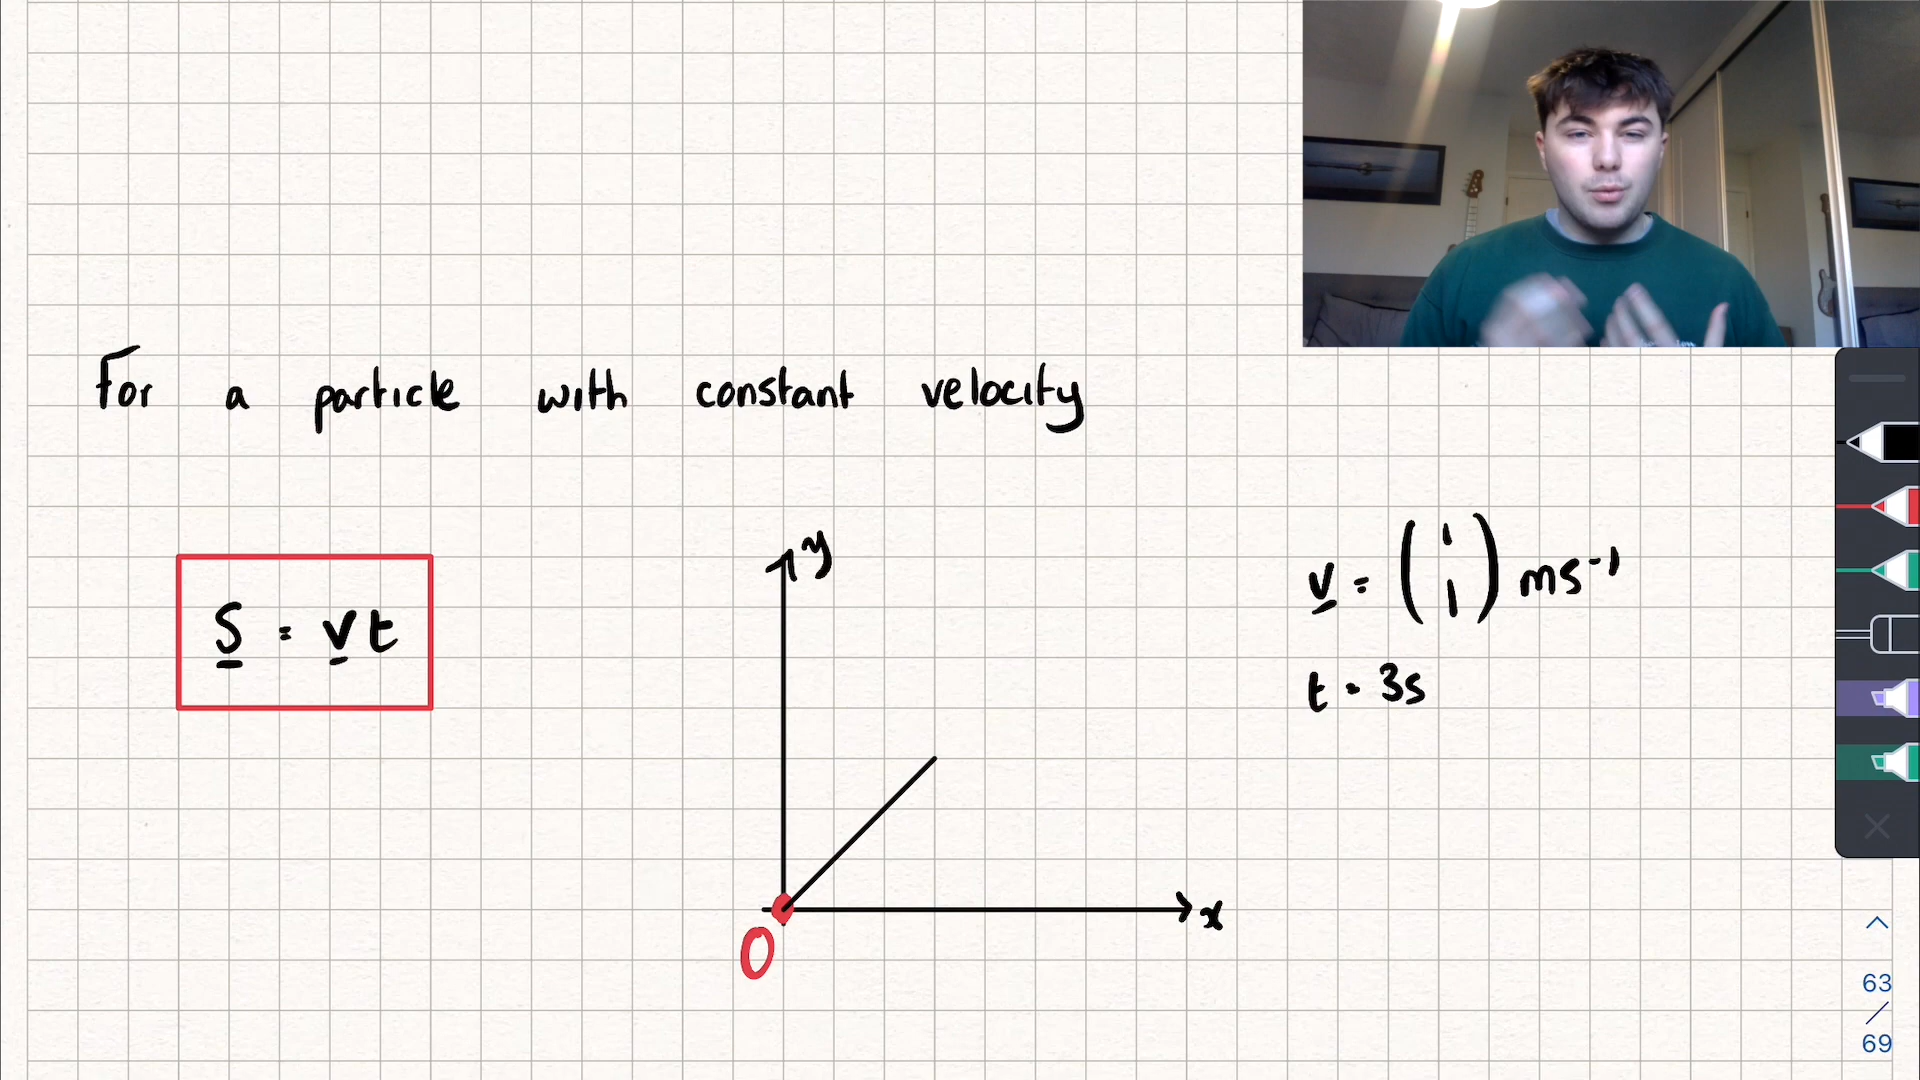 For a particle with constant velocity
y
v = (1 1) ms⁻¹
s = vt
t = 3s
x
O
63
/
69